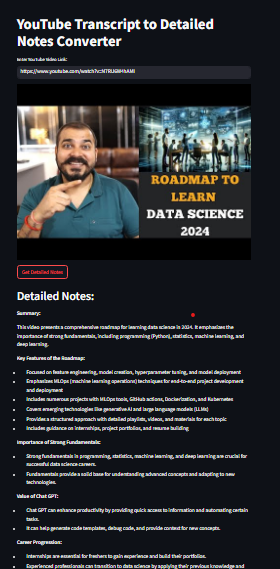 YouTube Transcript to Detailed
Notes Converter
Enter YouTube Video Link:
ROADMAP TO
LEARN
DATA SCIENCE
2024
Get Detailed Notes
Detailed Notes:
Summary:
This video presents a comprehensive roadmap for learning data science in 2024. It emphasizes the
importance of strong fundamentals, including programming (Python), statistics, machine learning, and
deep learning.
Key Features of the Roadmap:
Focused on feature engineering, model creation, hyperparameter tuning, and model deployment
Emphasizes MLOps (machine learning operations) techniques for end-to-end project development
and deployment
Includes numerous projects with MLOps tools, GitHub actions, Dockerization, and Kubernetes
Covers emerging technologies like generative AI and large language models (LLMs)
Provides a structured approach with detailed playlists, videos, and materials for each topic
Includes guidance on internships, project portfolios, and resume building
Importance of Strong Fundamentals:
Strong fundamentals in programming, statistics, machine learning, and deep learning are crucial for
successful data science careers.
Fundamentals provide a solid base for understanding advanced concepts and adapting to new
technologies.
Value of Chat GPT:
Chat GPT can enhance productivity by providing quick access to information and automating certain
tasks.
It can help generate code templates, debug code, and provide context for new concepts.
Career Progression:
Internships are essential for freshers to gain experience and build their portfolios.
Experienced professionals can transition to data science by applying their previous knowledge and